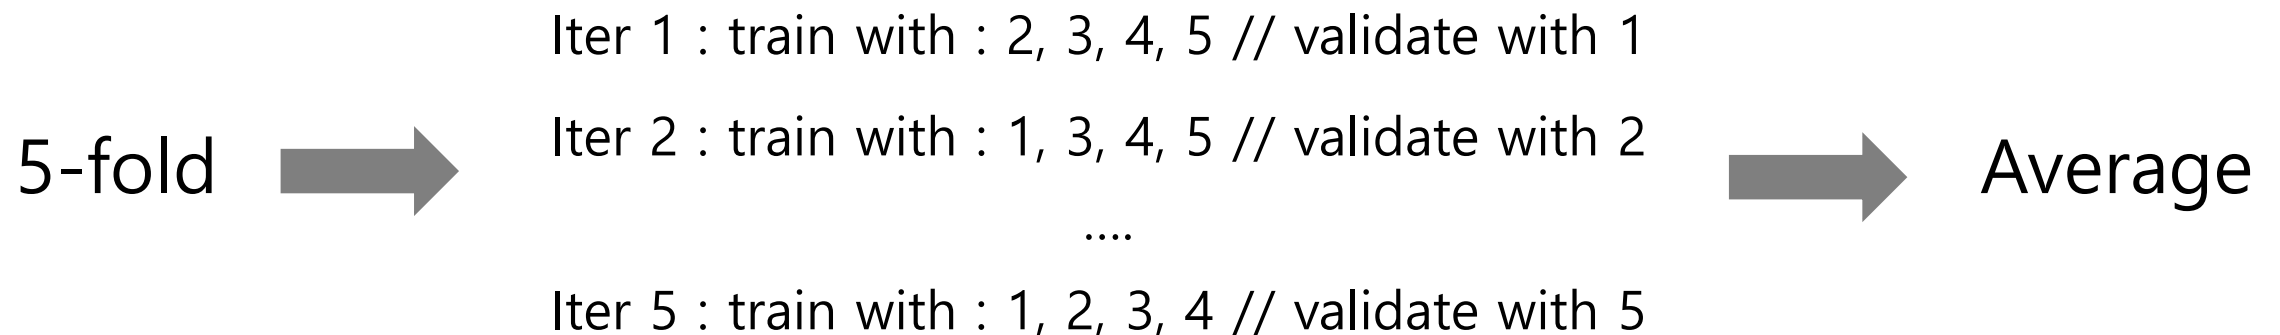 5-fold
Iter 1 : train with : 2, 3, 4, 5 // validate with 1
Iter 2 : train with : 1, 3, 4, 5 // validate with 2
....
Iter 5 : train with : 1, 2, 3, 4 // validate with 5
Average